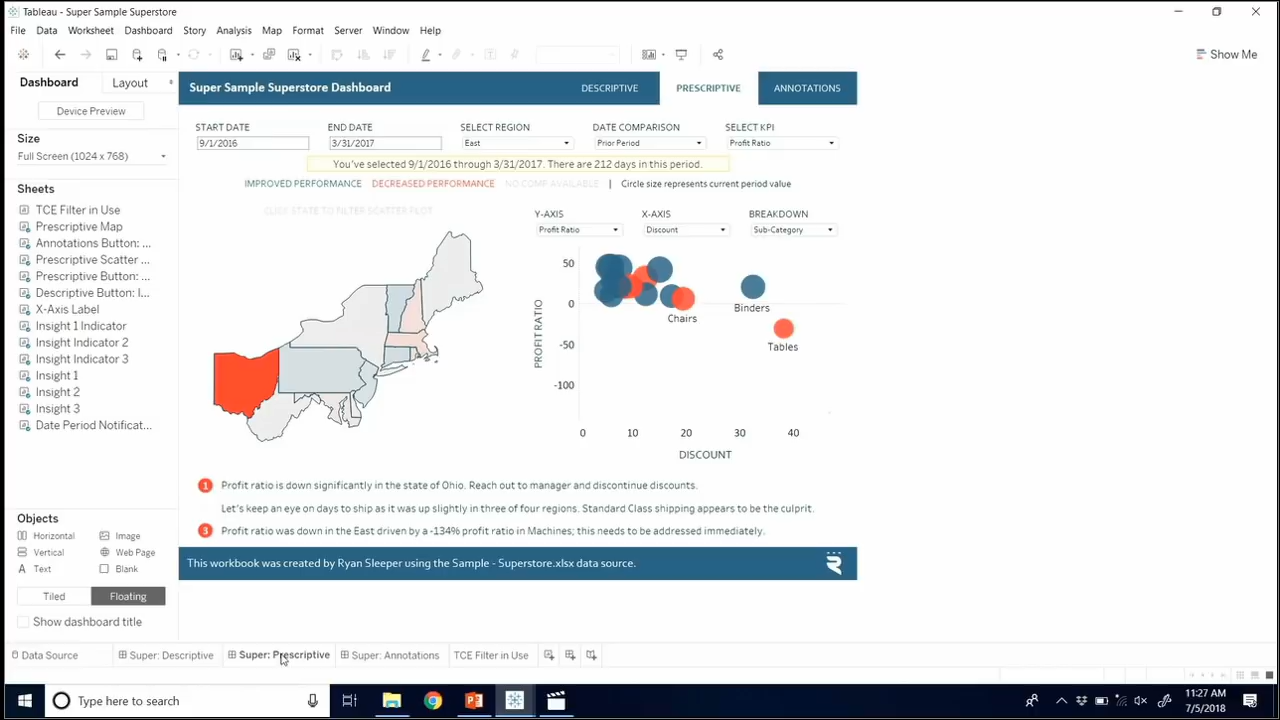 Tableau - Super Sample Superstore
File Data Worksheet Dashboard Story Analysis Map Format Server Window Help
Show Me
Dashboard Layout
Device Preview
Size
Full Screen (1024 x 768)
Sheets
TCE Filter in Use
Prescriptive Map
Annotations Button: ...
Prescriptive Scatter ...
Prescriptive Button: ...
Descriptive Button: I...
X-Axis Label
Insight 1 Indicator
Insight Indicator 2
Insight Indicator 3
Insight 1
Insight 2
Insight 3
Date Period Notificat...
Objects
Horizontal Image
Vertical Web Page
A Text Blank
Tiled Floating
Show dashboard title
Super Sample Superstore Dashboard
DESCRIPTIVE PRESCRIPTIVE ANNOTATIONS
START DATE END DATE SELECT REGION DATE COMPARISON SELECT KPI
9/1/2016 3/31/2017 East Prior Period Profit Ratio
You've selected 9/1/2016 through 3/31/2017. There are 212 days in this period.
IMPROVED PERFORMANCE DECREASED PERFORMANCE NO COMP AVAILABLE | Circle size represents current period value
CLICK STATE TO FILTER SCATTER PLOT
Y-AXIS X-AXIS BREAKDOWN
Profit Ratio Discount Sub-Category
PROFIT RATIO
50
0
-50
-100
Binders
Chairs
Tables
0 10 20 30 40
DISCOUNT
1 Profit ratio is down significantly in the state of Ohio. Reach out to manager and discontinue discounts.
Let's keep an eye on days to ship as it was up slightly in three of four regions. Standard Class shipping appears to be the culprit.
3 Profit ratio was down in the East driven by a -134% profit ratio in Machines; this needs to be addressed immediately.
This workbook was created by Ryan Sleeper using the Sample - Superstore.xlsx data source.
Data Source Super: Descriptive Super: Prescriptive Super: Annotations TCE Filter in Use
Type here to search
11:27 AM
7/5/2018